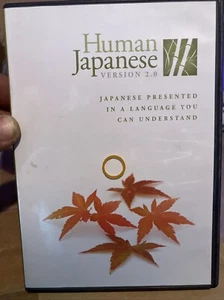 Human
Japanese
VERSION 2.0
JAPANESE PRESENTED
IN A LANGUAGE YOU
CAN UNDERSTAND